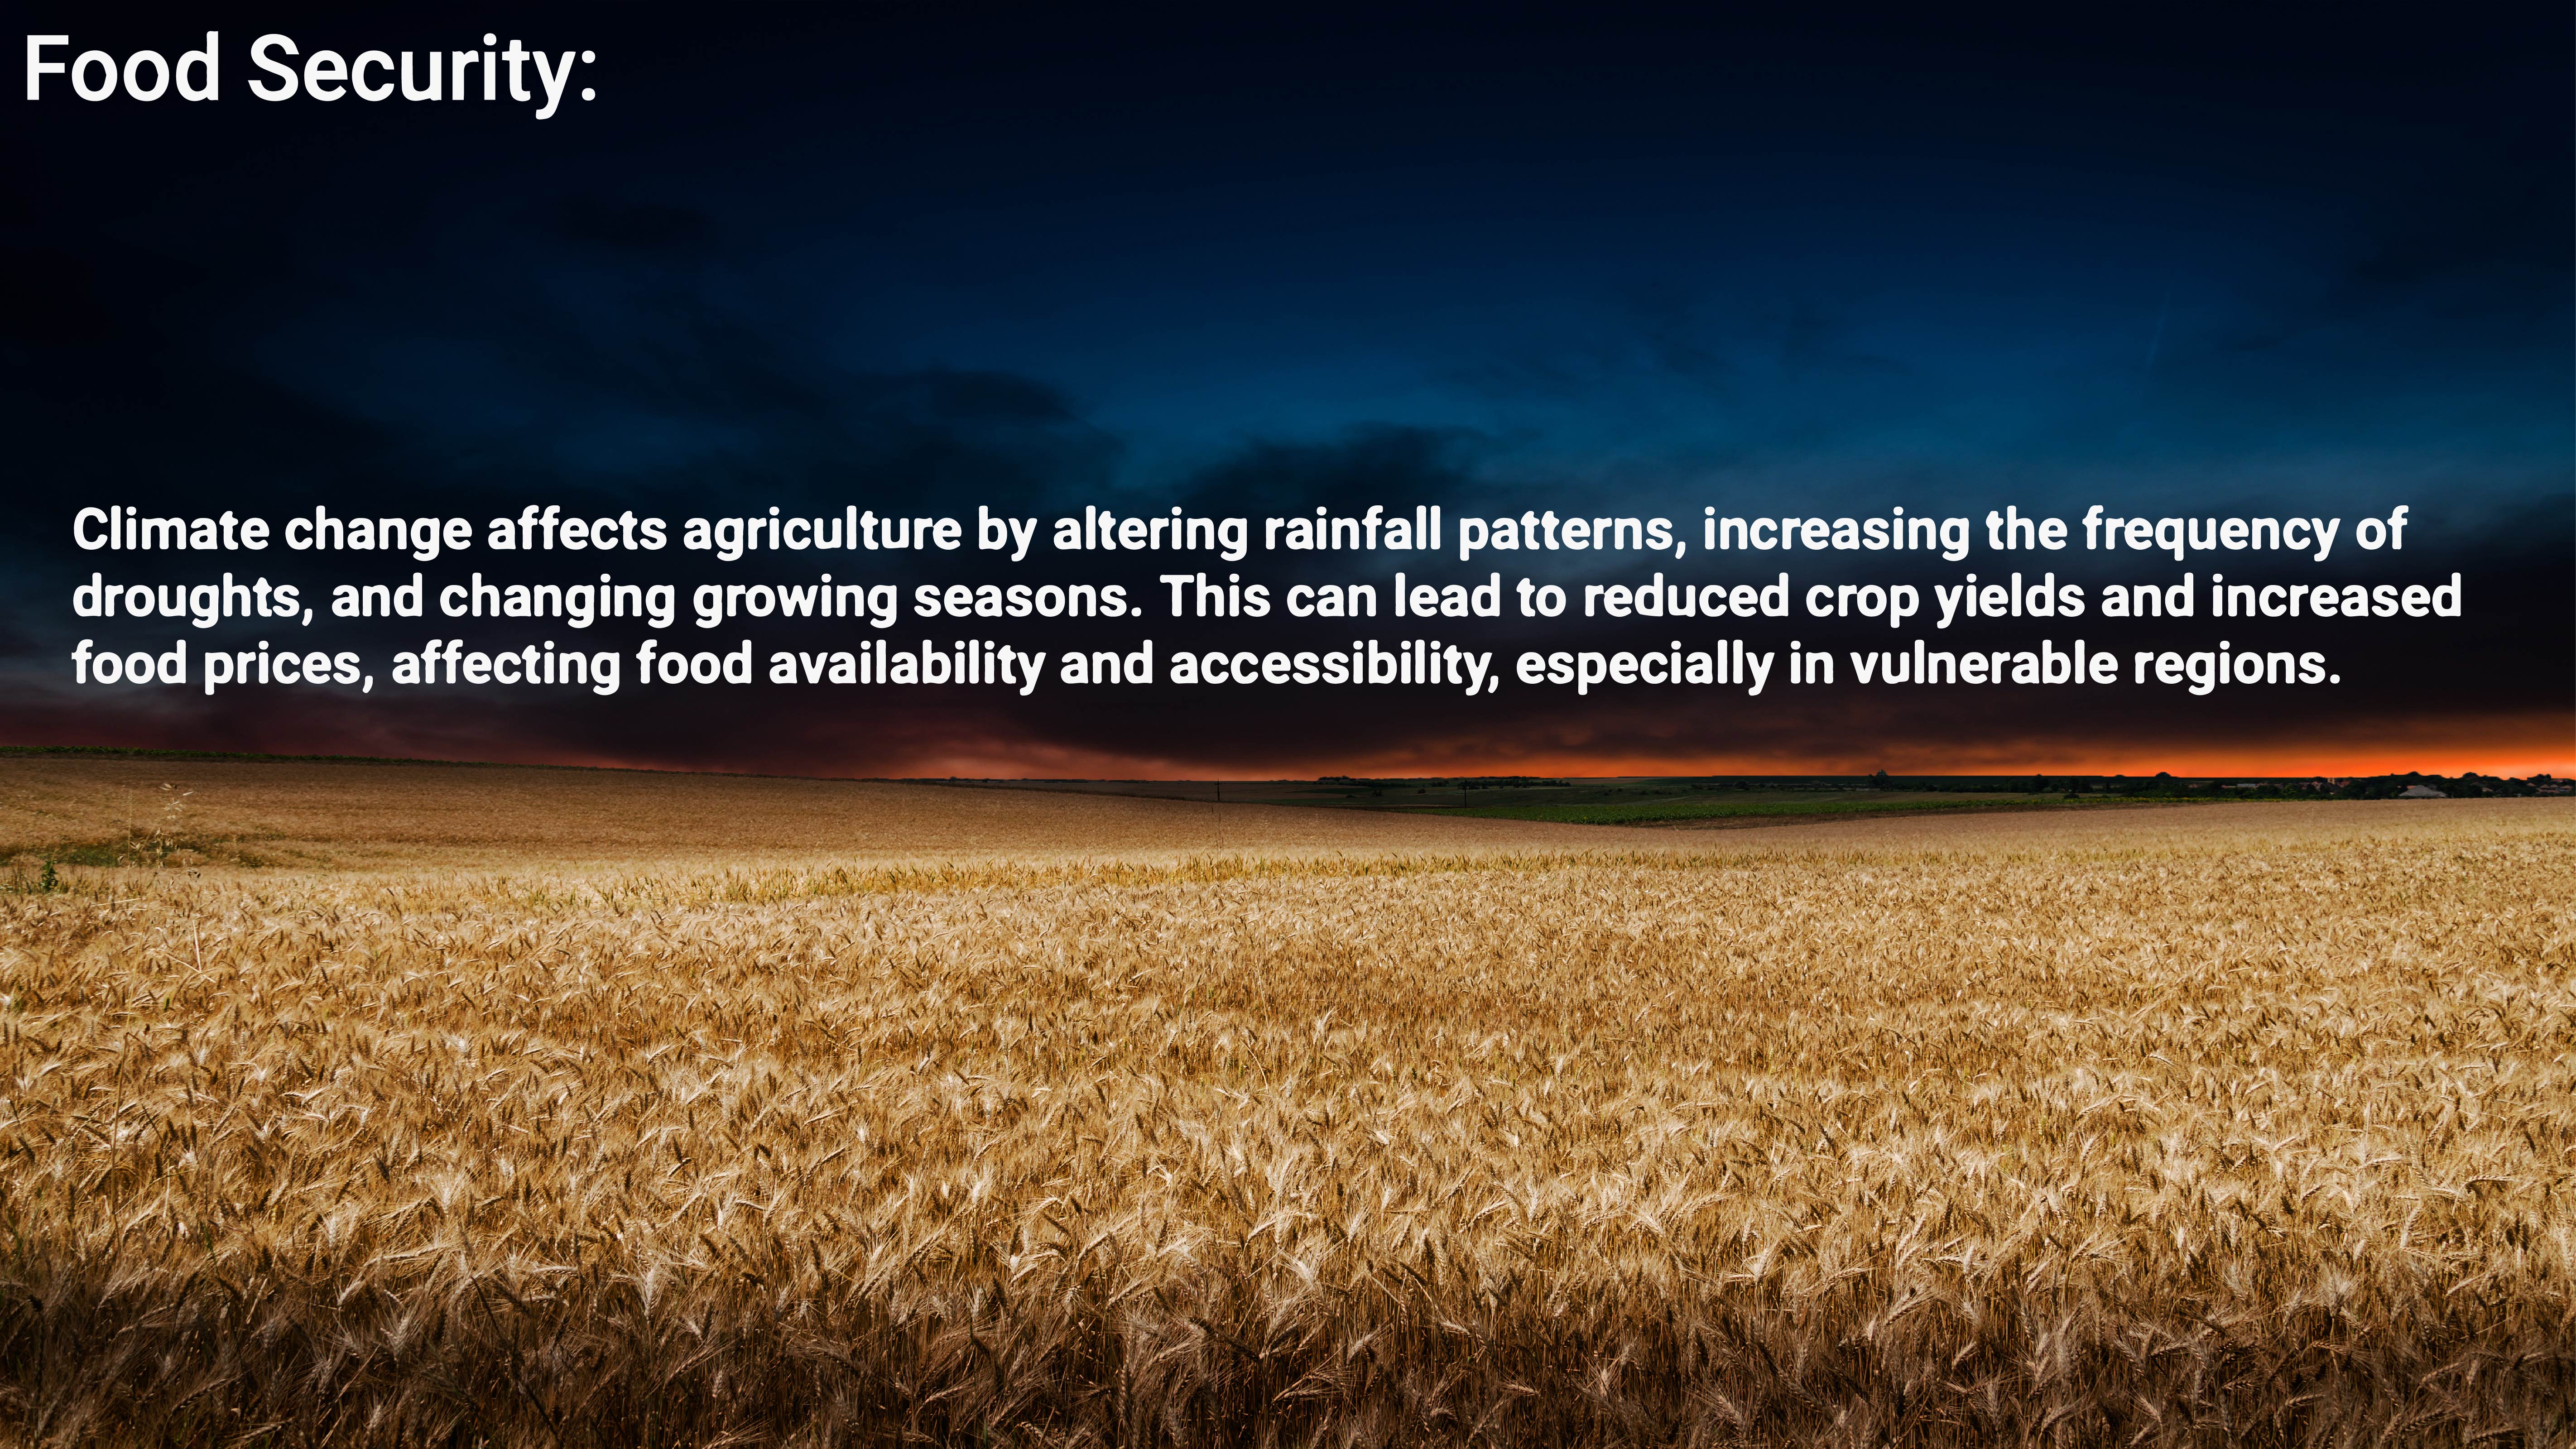 Food Security:
Climate change affects agriculture by altering rainfall patterns, increasing the frequency of
droughts, and changing growing seasons. This can lead to reduced crop yields and increased
food prices, affecting food availability and accessibility, especially in vulnerable regions.